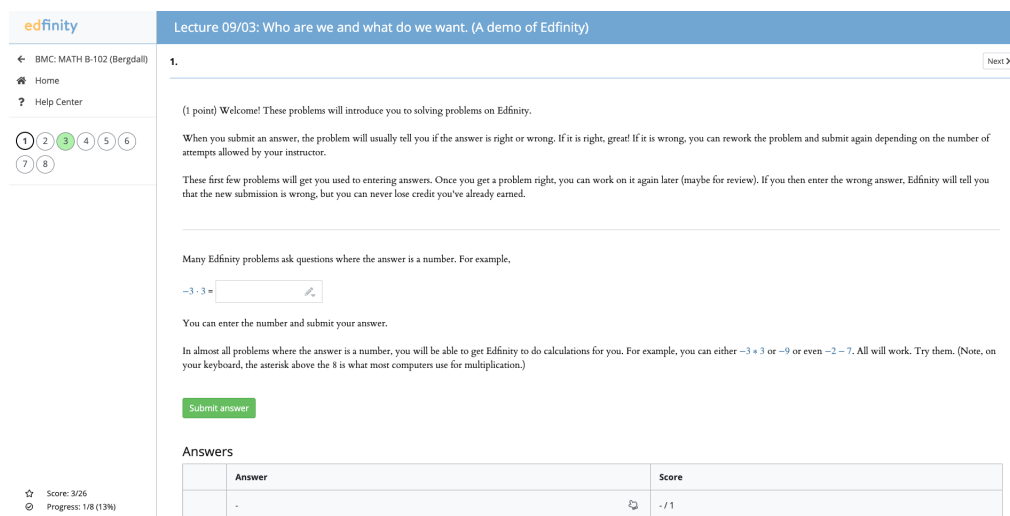 edfinity
Lecture 09/03: Who are we and what do we want. (A demo of Edfinity)
BMC: MATH B-102 (Bergdall)
Home
? Help Center
1 2 3 4 5 6
7 8
1.
Next
(1 point) Welcome! These problems will introduce you to solving problems on Edfinity.
When you submit an answer, the problem will usually tell you if the answer is right or wrong. If it is right, great! If it is wrong, you can rework the problem and submit again depending on the number of
attempts allowed by your instructor.
These first few problems will get you used to entering answers. Once you get a problem right, you can work on it again later (maybe for review). If you then enter the wrong answer, Edfinity will tell you
that the new submission is wrong, but you can never lose credit you've already earned.
Many Edfinity problems ask questions where the answer is a number. For example,
−3 · 3 =
You can enter the number and submit your answer.
In almost all problems where the answer is a number, you will be able to get Edfinity to do calculations for you. For example, you can either −3 * 3 or −9 or even −2 − 7. All will work. Try them. (Note, on
your keyboard, the asterisk above the 8 is what most computers use for multiplication.)
Submit answer
Answers
Answer Score
- - / 1
Score: 3/26
Progress: 1/8 (13%)